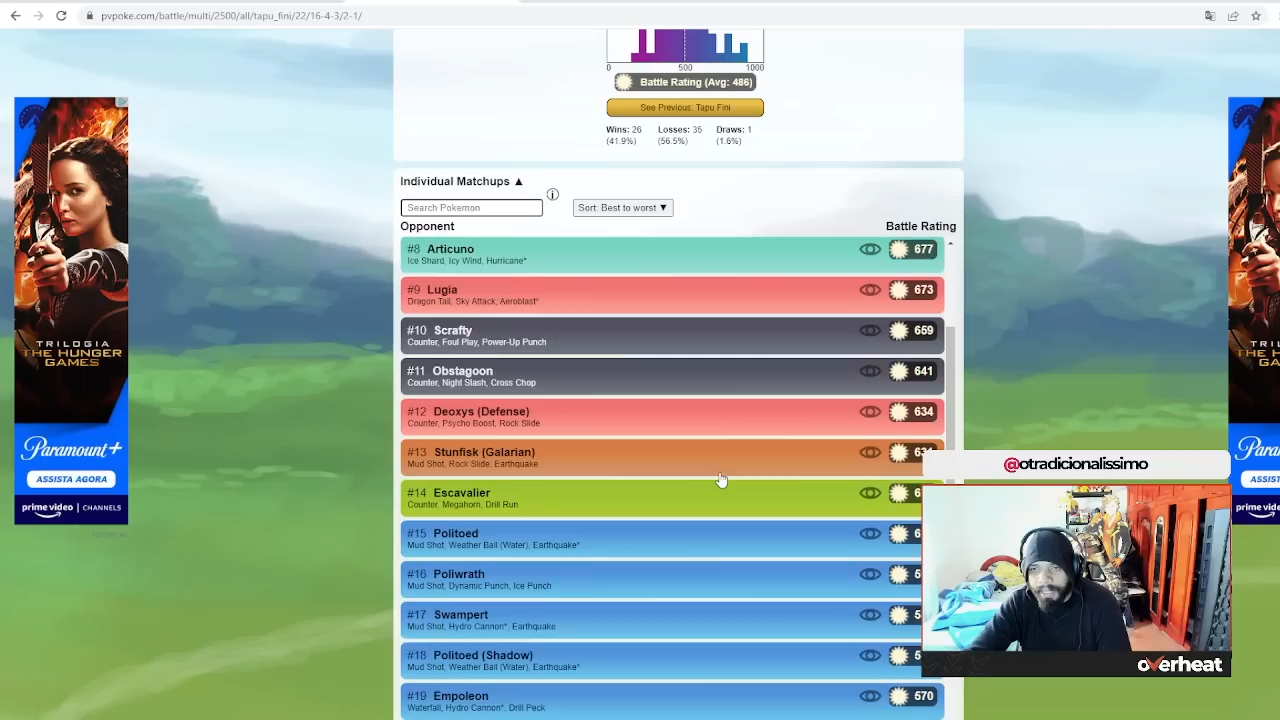 pvpoke.com/battle/multi/2500/all/tapu_fini/22/16-4-3/2-1/
0 500 1000
Battle Rating (Avg: 486)
See Previous: Tapu Fini
Wins: 26 Losses: 35 Draws: 1
(41.9%) (56.5%) (1.6%)
Individual Matchups ▲
Search Pokemon
Sort: Best to worst ▼
Opponent Battle Rating
#8 Articuno 677
Ice Shard, Icy Wind, Hurricane*
#9 Lugia 673
Dragon Tail, Sky Attack, Aeroblast*
#10 Scrafty 659
Counter, Foul Play, Power-Up Punch
#11 Obstagoon 641
Counter, Night Slash, Cross Chop
#12 Deoxys (Defense) 634
Counter, Psycho Boost, Rock Slide
#13 Stunfisk (Galarian)
Mud Shot, Rock Slide, Earthquake
#14 Escavalier
Counter, Megahorn, Drill Run
#15 Politoed
Mud Shot, Weather Ball (Water), Earthquake*
#16 Poliwrath
Mud Shot, Dynamic Punch, Ice Punch
#17 Swampert
Mud Shot, Hydro Cannon*, Earthquake
#18 Politoed (Shadow)
Mud Shot, Weather Ball (Water), Earthquake*
#19 Empoleon 570
Waterfall, Hydro Cannon*, Drill Peck
TRILOGIA
THE HUNGER
GAMES
Paramount+
ASSISTA AGORA
prime video | CHANNELS
@otradicionalissimo
overheat